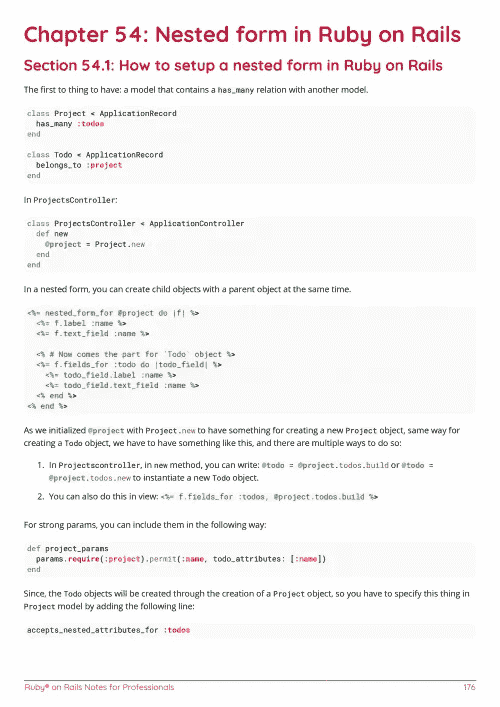 Chapter 54: Nested form in Ruby on Rails
Section 54.1: How to setup a nested form in Ruby on Rails
The first to thing to have: a model that contains a has_many relation with another model.
class Project < ApplicationRecord
  has_many :todos
end
class Todo < ApplicationRecord
  belongs_to :project
end
In ProjectsController:
class ProjectsController < ApplicationController
  def new
    @project = Project.new
  end
end
In a nested form, you can create child objects with a parent object at the same time.
<%= nested_form_for @project do |f| %>
  <%= f.label :name %>
  <%= f.text_field :name %>
  <% # Now comes the part for `Todo` object %>
  <%= f.fields_for :todo do |todo_field| %>
    <%= todo_field.label :name %>
    <%= todo_field.text_field :name %>
  <% end %>
<% end %>
As we initialized @project with Project.new to have something for creating a new Project object, same way for
creating a Todo object, we have to have something like this, and there are multiple ways to do so:
1. In Projectscontroller, in new method, you can write: @todo = @project.todos.build or @todo =
@project.todos.new to instantiate a new Todo object.
2. You can also do this in view: <%= f.fields_for :todos, @project.todos.build %>
For strong params, you can include them in the following way:
def project_params
  params.require(:project).permit(:name, todo_attributes: [:name])
end
Since, the Todo objects will be created through the creation of a Project object, so you have to specify this thing in
Project model by adding the following line:
accepts_nested_attributes_for :todos
Ruby® on Rails Notes for Professionals
176